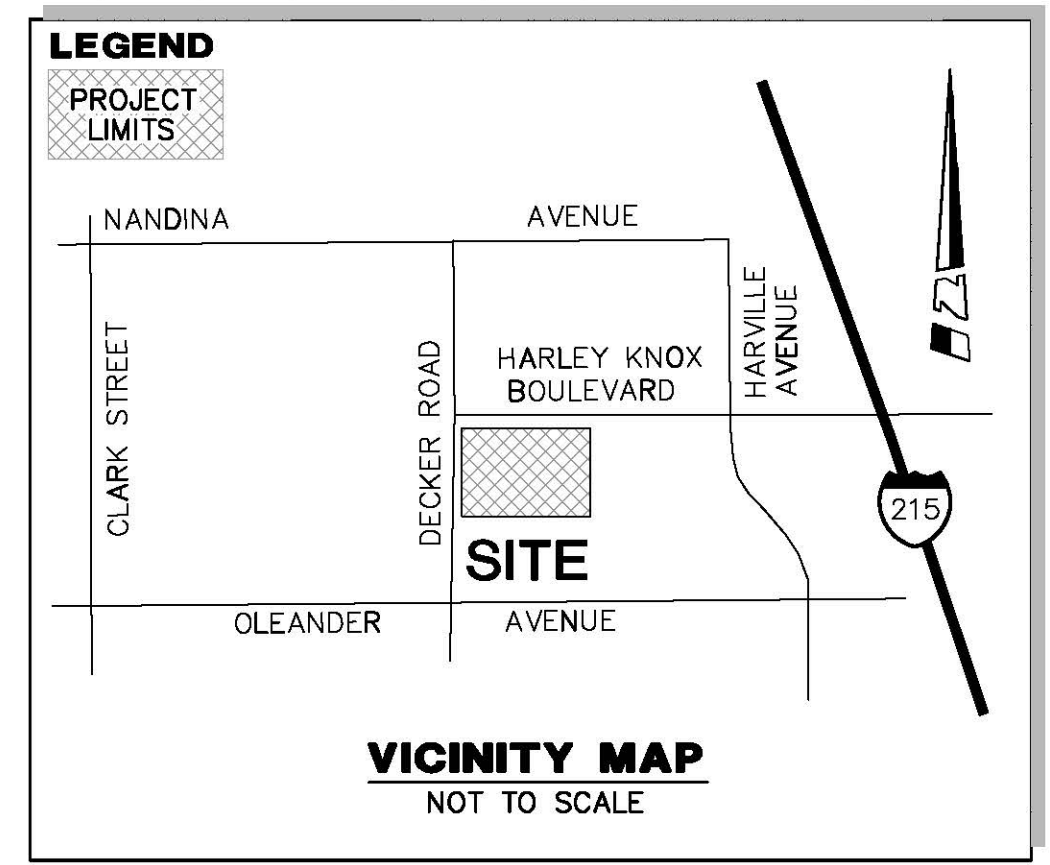 LEGEND
PROJECT
LIMITS
NANDINA AVENUE
CLARK STREET
DECKER ROAD
HARLEY KNOX
BOULEVARD
HARVILLE
AVENUE
215
SITE
OLEANDER AVENUE
VICINITY MAP
NOT TO SCALE